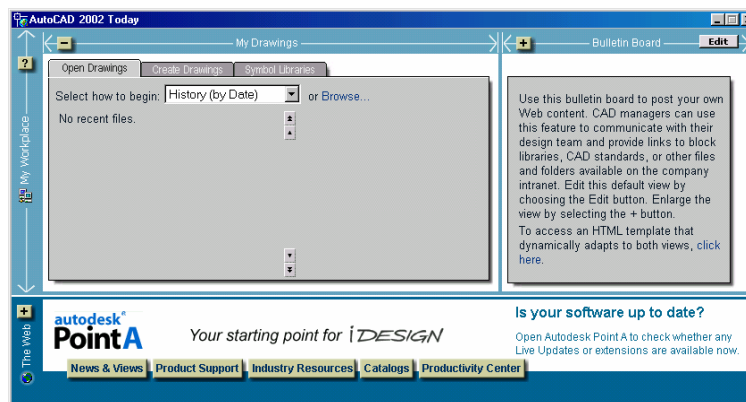 AutoCAD 2002 Today
My Drawings
Bulletin Board
Edit
?
My Workplace
Open Drawings
Create Drawings
Symbol Libraries
Select how to begin: History (by Date) or Browse...
No recent files.
Use this bulletin board to post your own
Web content. CAD managers can use
this feature to communicate with their
design team and provide links to block
libraries, CAD standards, or other files
and folders available on the company
intranet. Edit this default view by
choosing the Edit button. Enlarge the
view by selecting the + button.
To access an HTML template that
dynamically adapts to both views, click
here.
The Web
autodesk®
Point A
Your starting point for iDESIGN
Is your software up to date?
Open Autodesk Point A to check whether any
Live Updates or extensions are available now.
News & Views
Product Support
Industry Resources
Catalogs
Productivity Center